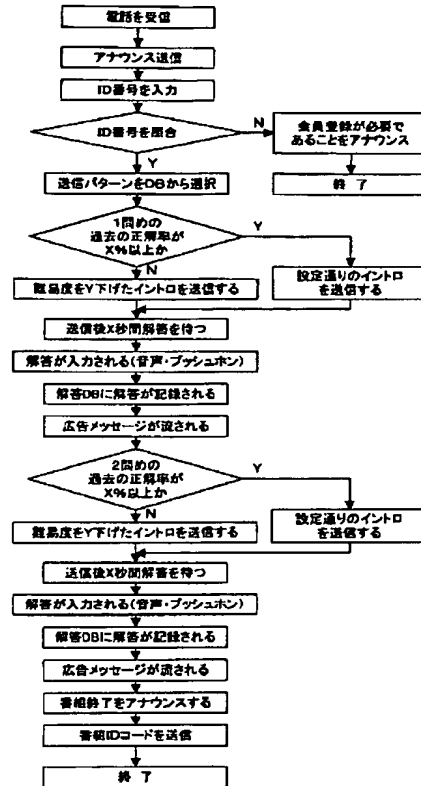 電話を受信
アナウンス送信
ID番号を入力
ID番号を照合
N
会員登録が必要で
あることをアナウンス
Y
終了
送信パターンをDBから選択
1問めの
過去の正解率が
X%以上か
Y
N
難易度をY下げたイントロを送信する
設定通りのイントロ
を送信する
送信後X秒間解答を待つ
解答が入力される(音声・プッシュホン)
解答DBに解答が記録される
広告メッセージが流される
2問めの
過去の正解率が
X%以上か
Y
N
難易度をY下げたイントロを送信する
設定通りのイントロ
を送信する
送信後X秒間解答を待つ
解答が入力される(音声・プッシュホン)
解答DBに解答が記録される
広告メッセージが流される
番組終了をアナウンスする
番組IDコードを送信
終了